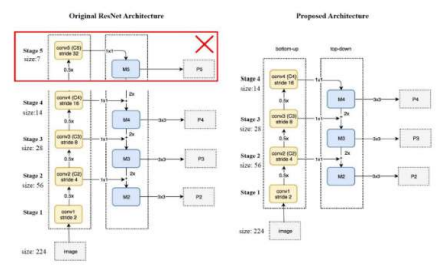 Original ResNet Architecture
Stage 5
size:7
conv5 (C5)
stride 32
1x1
M5
P5
0.5x
2x
Stage 4
size:14
conv4 (C4)
stride 16
1x1
M4
3x3
P4
0.5x
2x
Stage 3
size: 28
conv3 (C3)
stride 8
1x1
M3
3x3
P3
0.5x
2x
Stage 2
size: 56
conv2 (C2)
stride 4
1x1
M2
3x3
P2
0.5x
Stage 1
conv1
stride 2
size: 224
image
Proposed Architecture
bottom-up
top-down
Stage 4
size:14
conv4 (C4)
stride 16
1x1
M4
3x3
P4
0.5x
2x
Stage 3
size: 28
conv3 (C3)
stride 8
1x1
M3
3x3
P3
0.5x
2x
Stage 2
size: 56
conv2 (C2)
stride 4
1x1
M2
3x3
P2
0.5x
Stage 1
conv1
stride 2
size: 224
image